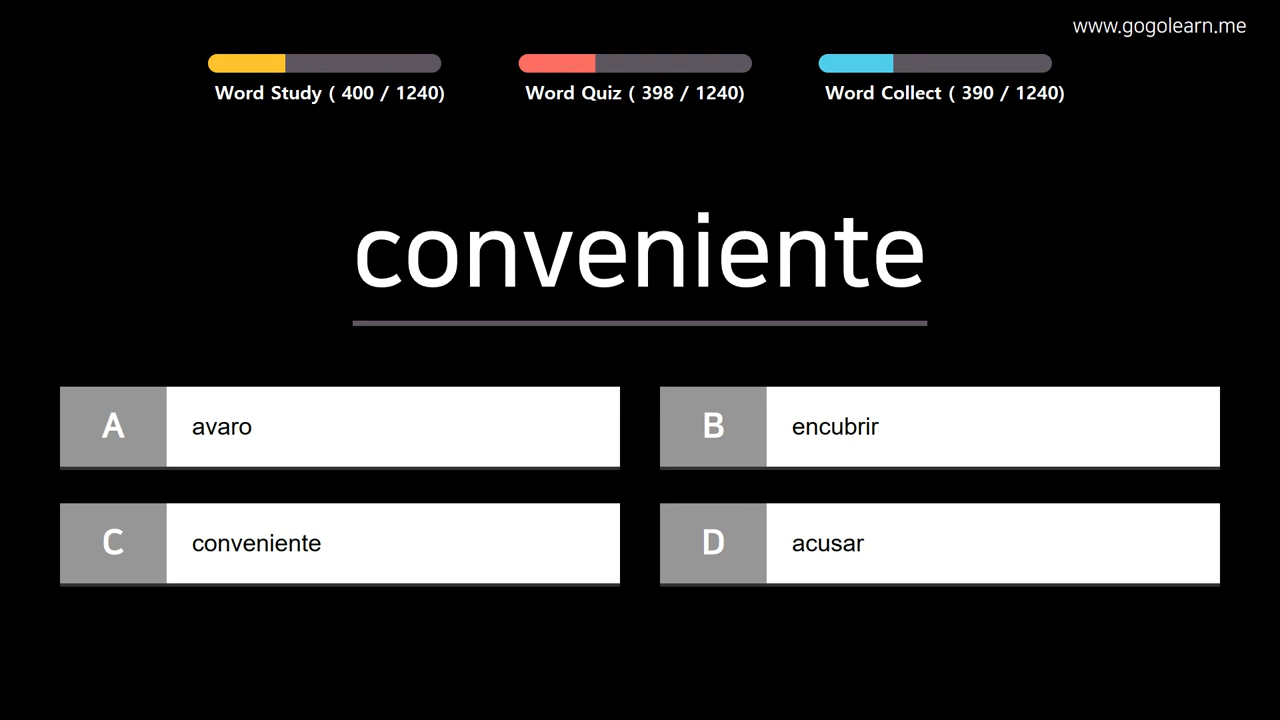 www.gogolearn.me
Word Study ( 400 / 1240)
Word Quiz ( 398 / 1240)
Word Collect ( 390 / 1240)
conveniente
A avaro
B encubrir
C conveniente
D acusar